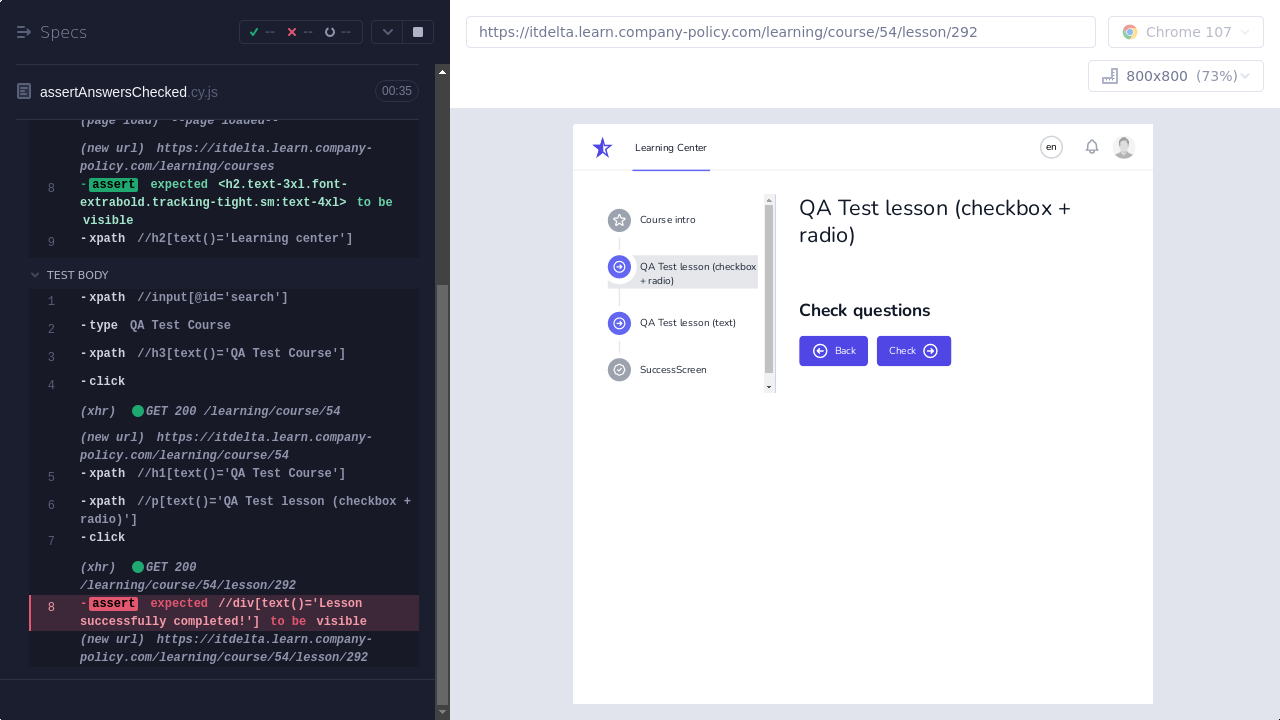 Specs
--
--
--
assertAnswersChecked.cy.js
00:35
(page load) --page loaded--
(new url) https://itdelta.learn.company-
policy.com/learning/courses
8 -assert expected <h2.text-3xl.font-
extrabold.tracking-tight.sm:text-4xl> to be
visible
9 -xpath //h2[text()='Learning center']
TEST BODY
1 -xpath //input[@id='search']
2 -type QA Test Course
3 -xpath //h3[text()='QA Test Course']
4 -click
(xhr) GET 200 /learning/course/54
(new url) https://itdelta.learn.company-
policy.com/learning/course/54
5 -xpath //h1[text()='QA Test Course']
6 -xpath //p[text()='QA Test lesson (checkbox +
radio)']
7 -click
(xhr) GET 200
/learning/course/54/lesson/292
8 -assert expected //div[text()='Lesson
successfully completed!'] to be visible
(new url) https://itdelta.learn.company-
policy.com/learning/course/54/lesson/292
https://itdelta.learn.company-policy.com/learning/course/54/lesson/292
Chrome 107
800x800 (73%)
Learning Center
en
Course intro
QA Test lesson (checkbox
+ radio)
QA Test lesson (text)
SuccessScreen
QA Test lesson (checkbox +
radio)
Check questions
Back
Check